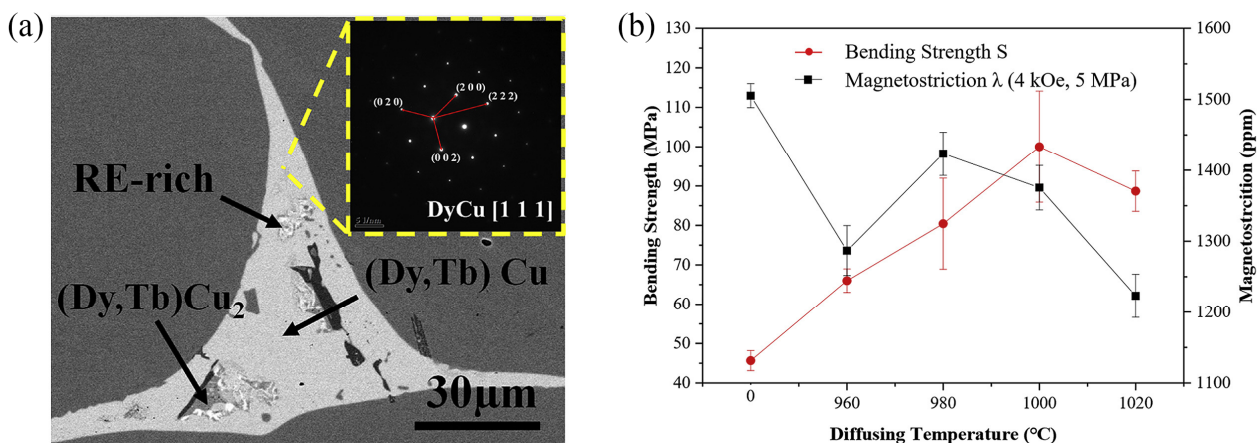 (a)
(2 0 0)
(0 2 0)
(2 2 2)
(0 0 2)
DyCu [1 1 1]
RE-rich
(Dy,Tb) Cu
(Dy,Tb)Cu2
30μm
(b)
Bending Strength S
Magnetostriction λ (4 kOe, 5 MPa)
130
120
110
100
90
80
70
60
50
40
Bending Strength (MPa)
1600
1500
1400
1300
1200
1100
Magnetostrcition (ppm)
0
960
980
1000
1020
Diffusing Temperature (°C)